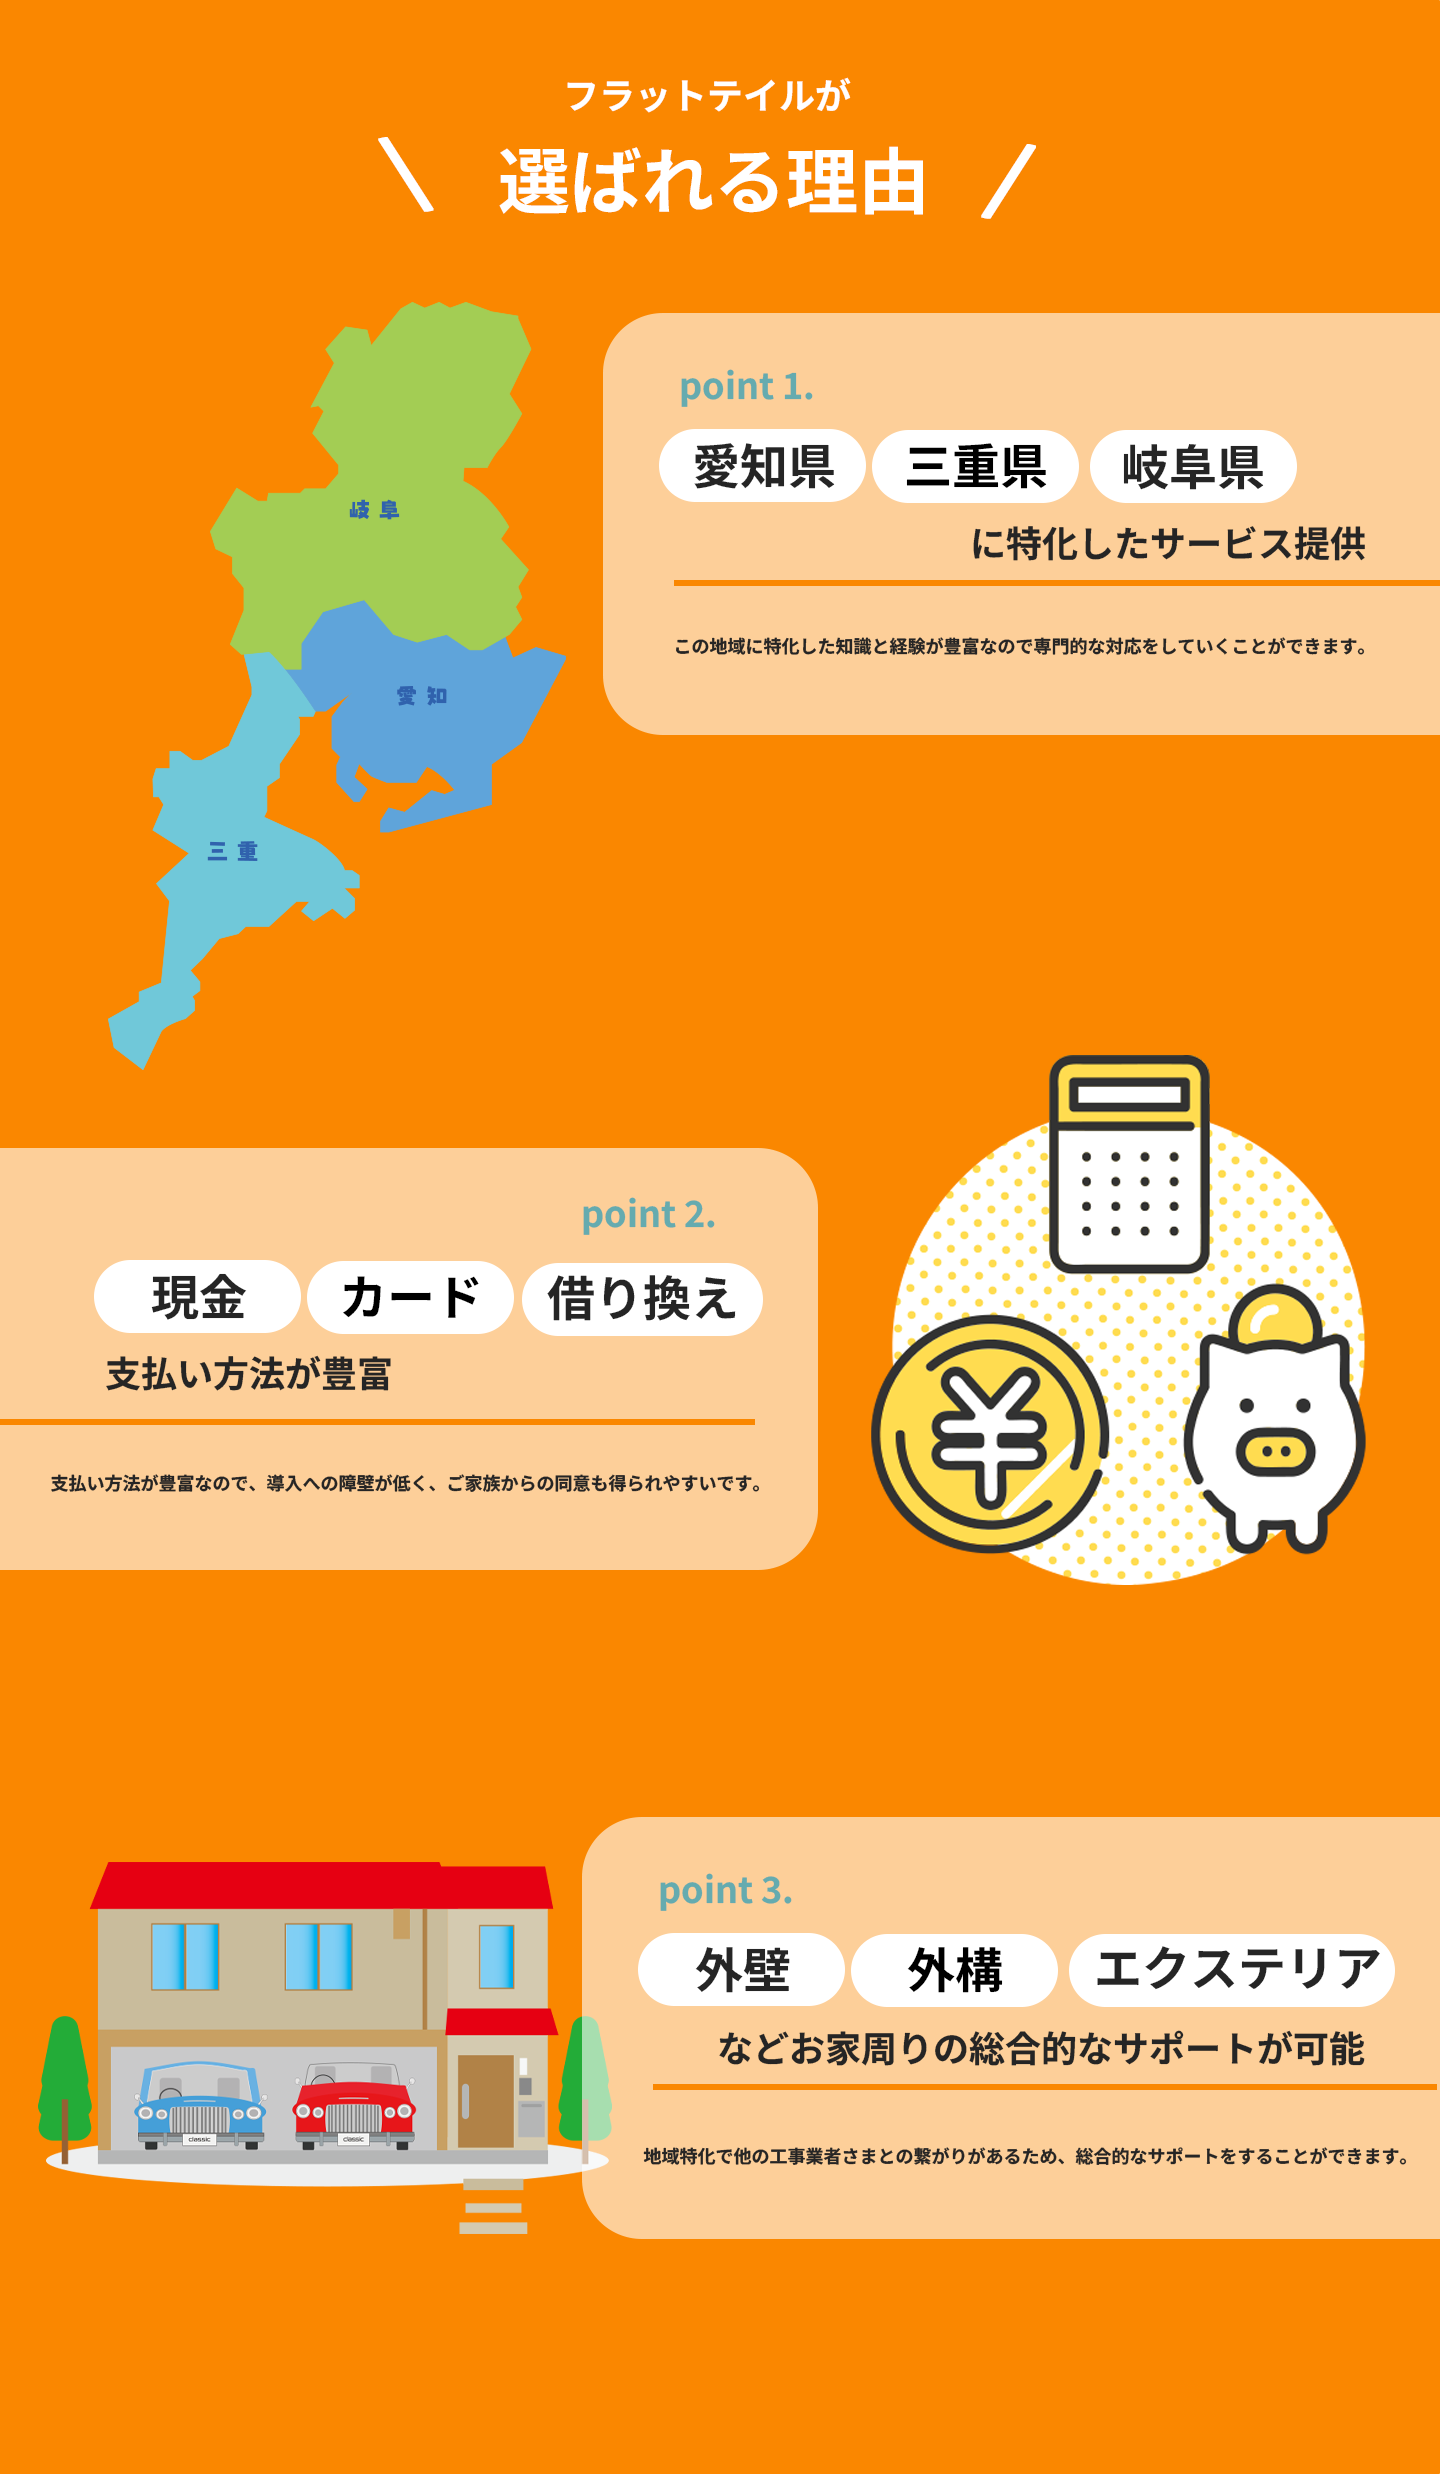 フラットテイルが
選ばれる理由
岐阜
愛知
三重
point 1.
愛知県 三重県 岐阜県
に特化したサービス提供
この地域に特化した知識と経験が豊富なので専門的な対応をしていくことができます。
point 2.
現金 カード 借り換え
支払い方法が豊富
支払い方法が豊富なので、導入への障壁が低く、ご家族からの同意も得られやすいです。
point 3.
外壁 外構 エクステリア
などお家周りの総合的なサポートが可能
地域特化で他の工事業者さまとの繋がりがあるため、総合的なサポートをすることができます。
classic classic